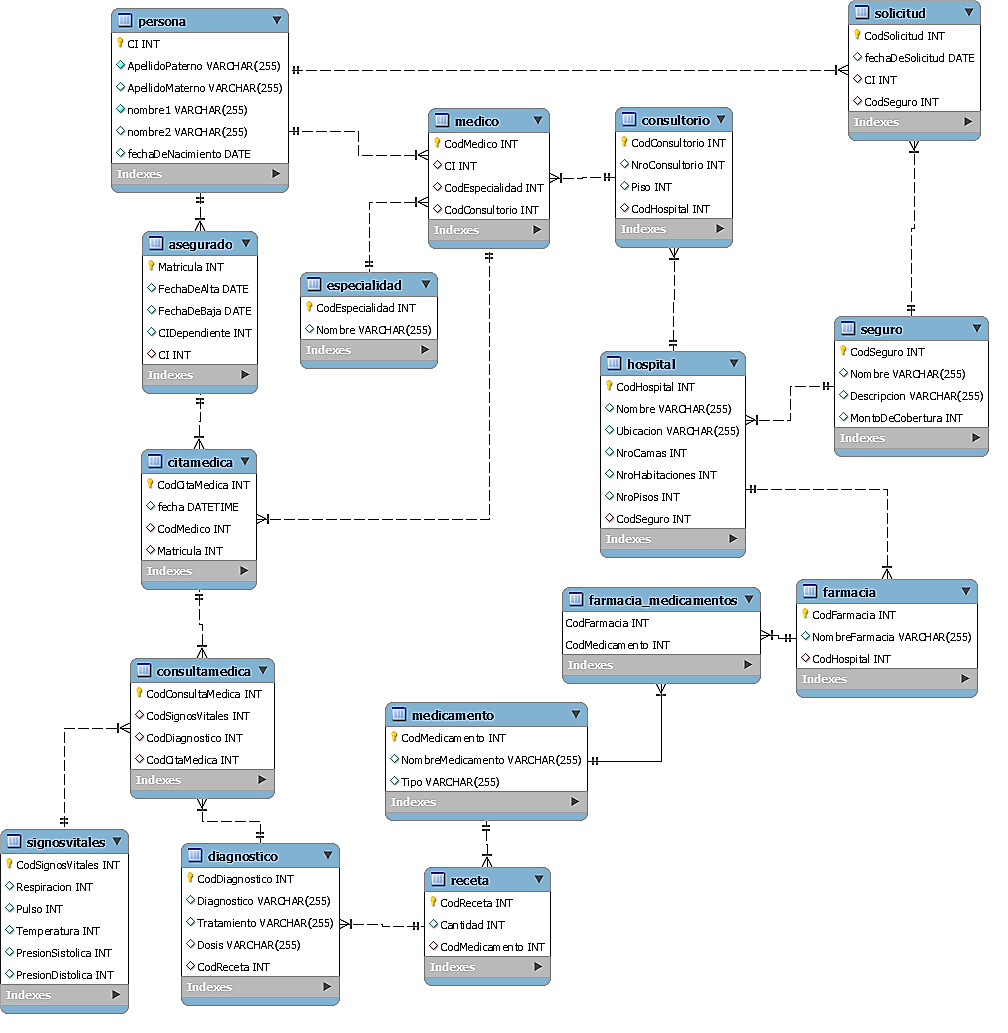 persona
CI INT
ApellidoPaterno VARCHAR(255)
ApellidoMaterno VARCHAR(255)
nombre1 VARCHAR(255)
nombre2 VARCHAR(255)
fechaDeNacimiento DATE
Indexes
solicitud
CodSolicitud INT
fechaDeSolicitud DATE
CI INT
CodSeguro INT
Indexes
medico
CodMedico INT
CI INT
CodEspecialidad INT
CodConsultorio INT
Indexes
consultorio
CodConsultorio INT
NroConsultorio INT
Piso INT
CodHospital INT
Indexes
asegurado
Matricula INT
FechaDeAlta DATE
FechaDeBaja DATE
CIDependiente INT
CI INT
Indexes
especialidad
CodEspecialidad INT
Nombre VARCHAR(255)
Indexes
seguro
CodSeguro INT
Nombre VARCHAR(255)
Descripcion VARCHAR(255)
MontoDeCobertura INT
Indexes
hospital
CodHospital INT
Nombre VARCHAR(255)
Ubicacion VARCHAR(255)
NroCamas INT
NroHabitaciones INT
NroPisos INT
CodSeguro INT
Indexes
citamedica
CodCitaMedica INT
fecha DATETIME
CodMedico INT
Matricula INT
Indexes
farmacia_medicamentos
CodFarmacia INT
CodMedicamento INT
Indexes
farmacia
CodFarmacia INT
NombreFarmacia VARCHAR(255)
CodHospital INT
Indexes
consultamedica
CodConsultaMedica INT
CodSignosVitales INT
CodDiagnostico INT
CodCitaMedica INT
Indexes
medicamento
CodMedicamento INT
NombreMedicamento VARCHAR(255)
Tipo VARCHAR(255)
Indexes
signosvitales
CodSignosVitales INT
Respiracion INT
Pulso INT
Temperatura INT
PresionSistolica INT
PresionDistolica INT
Indexes
diagnostico
CodDiagnostico INT
Diagnostico VARCHAR(255)
Tratamiento VARCHAR(255)
Dosis VARCHAR(255)
CodReceta INT
Indexes
receta
CodReceta INT
Cantidad INT
CodMedicamento INT
Indexes